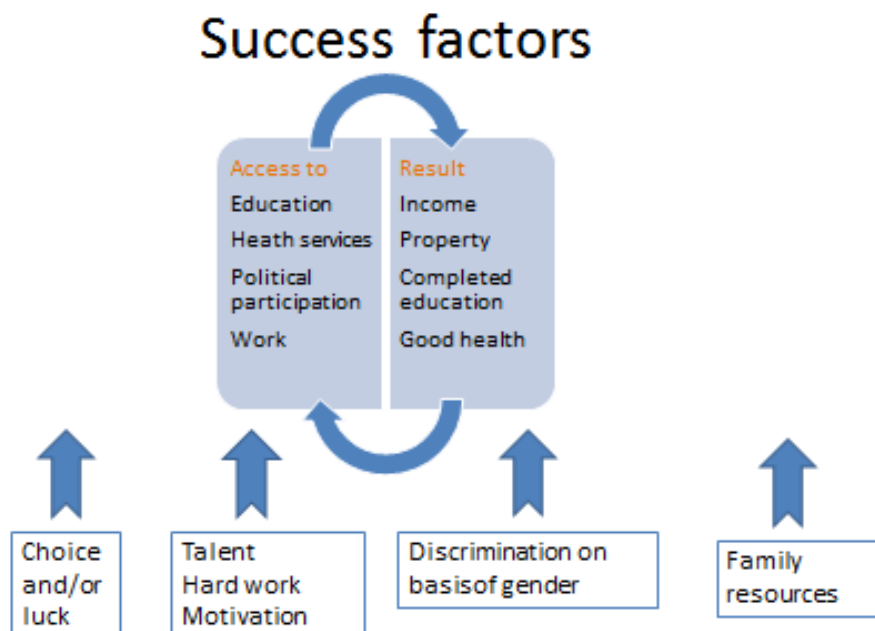 Success factors
Access to
Education
Heath services
Political
participation
Work
Result
Income
Property
Completed
education
Good health
Choice
and/or
luck
Talent
Hard work
Motivation
Discrimination on
basisof gender
Family
resources